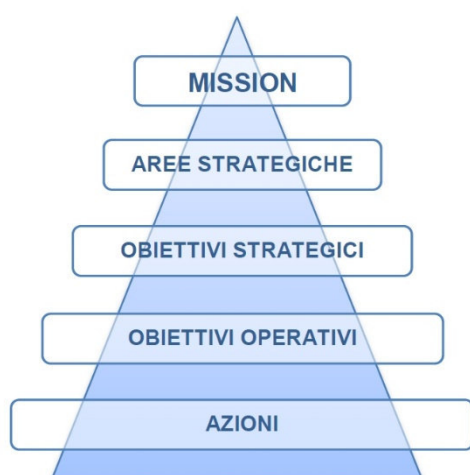 MISSION
AREE STRATEGICHE
OBIETTIVI STRATEGICI
OBIETTIVI OPERATIVI
AZIONI